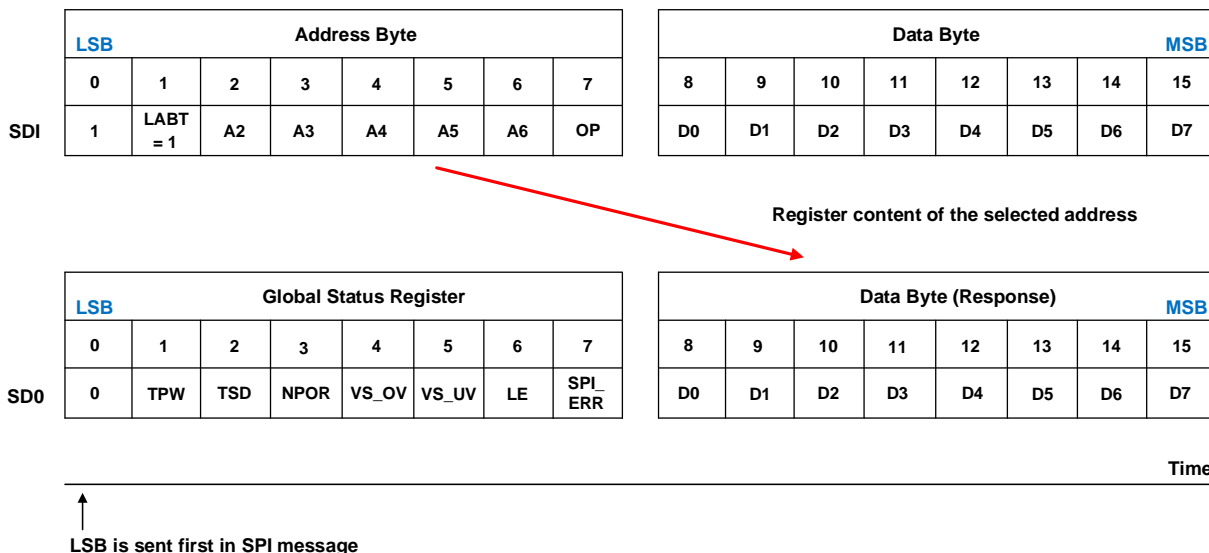 Address Byte Data Byte
LSB MSB
0 1 2 3 4 5 6 7 8 9 10 11 12 13 14 15
SDI 1 LABT = 1 A2 A3 A4 A5 A6 OP D0 D1 D2 D3 D4 D5 D6 D7
Register content of the selected address
Global Status Register Data Byte (Response)
LSB MSB
0 1 2 3 4 5 6 7 8 9 10 11 12 13 14 15
SD0 0 TPW TSD NPOR VS_OV VS_UV LE SPI_ ERR D0 D1 D2 D3 D4 D5 D6 D7
Time
LSB is sent first in SPI message